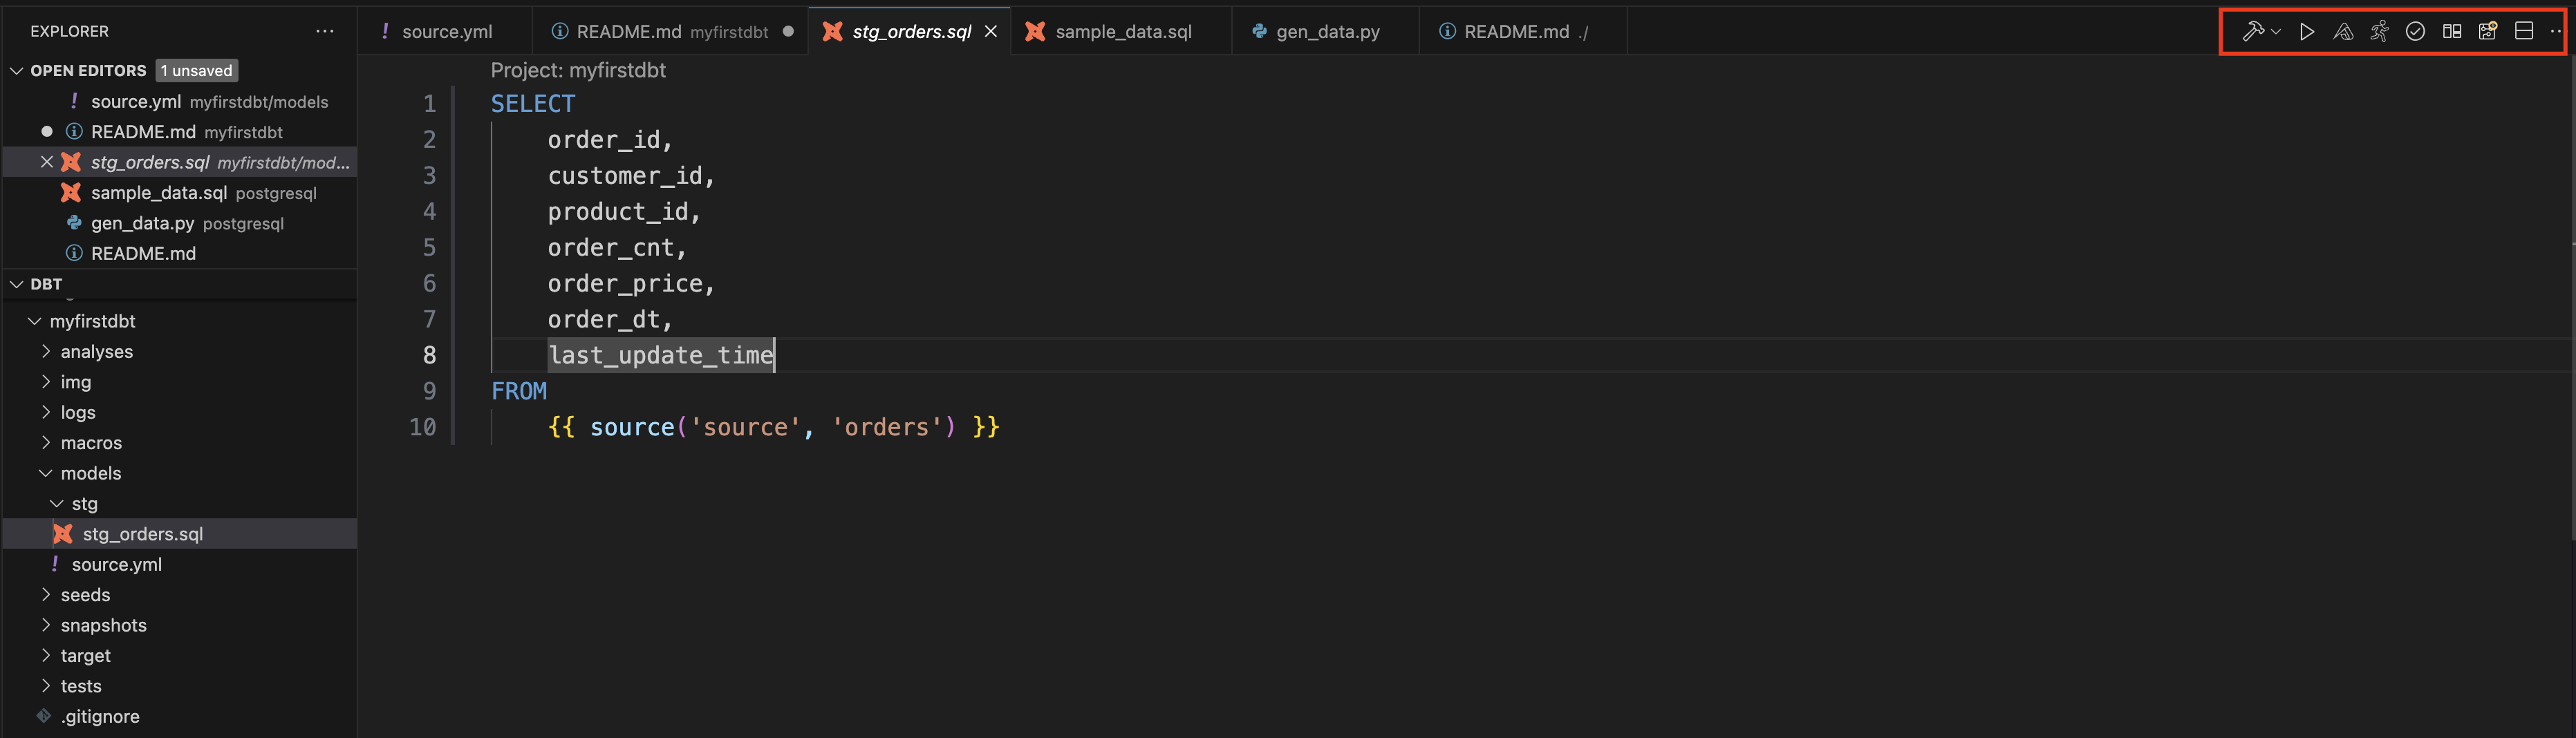 EXPLORER
OPEN EDITORS 1 unsaved
source.yml myfirstdbt/models
README.md myfirstdbt
stg_orders.sql myfirstdbt/mod...
sample_data.sql postgresql
gen_data.py postgresql
README.md
DBT
myfirstdbt
analyses
img
logs
macros
models
stg
stg_orders.sql
source.yml
seeds
snapshots
target
tests
.gitignore
source.yml
README.md myfirstdbt
stg_orders.sql
sample_data.sql
gen_data.py
README.md ./
Project: myfirstdbt
1 SELECT
2 order_id,
3 customer_id,
4 product_id,
5 order_cnt,
6 order_price,
7 order_dt,
8 last_update_time
9 FROM
10 {{ source('source', 'orders') }}